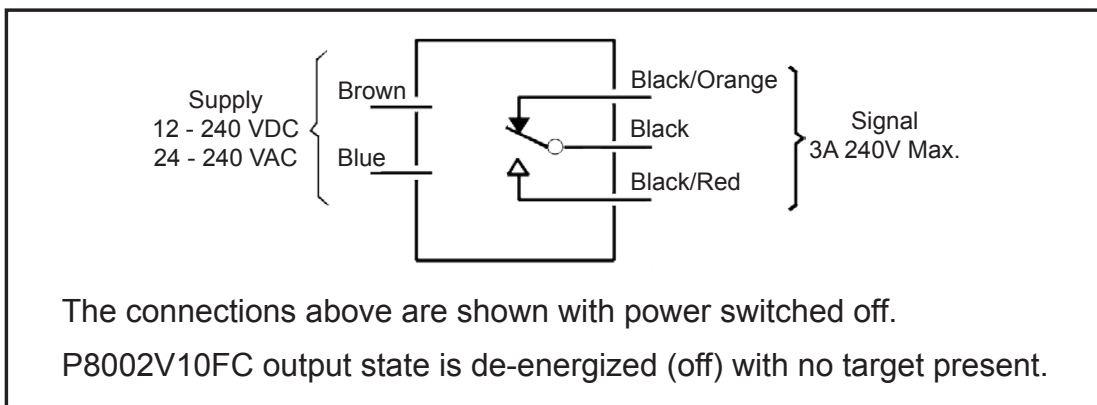 Supply
12 - 240 VDC
24 - 240 VAC
Brown
Blue
Black/Orange
Black
Black/Red
Signal
3A 240V Max.
The connections above are shown with power switched off.
P8002V10FC output state is de-energized (off) with no target present.